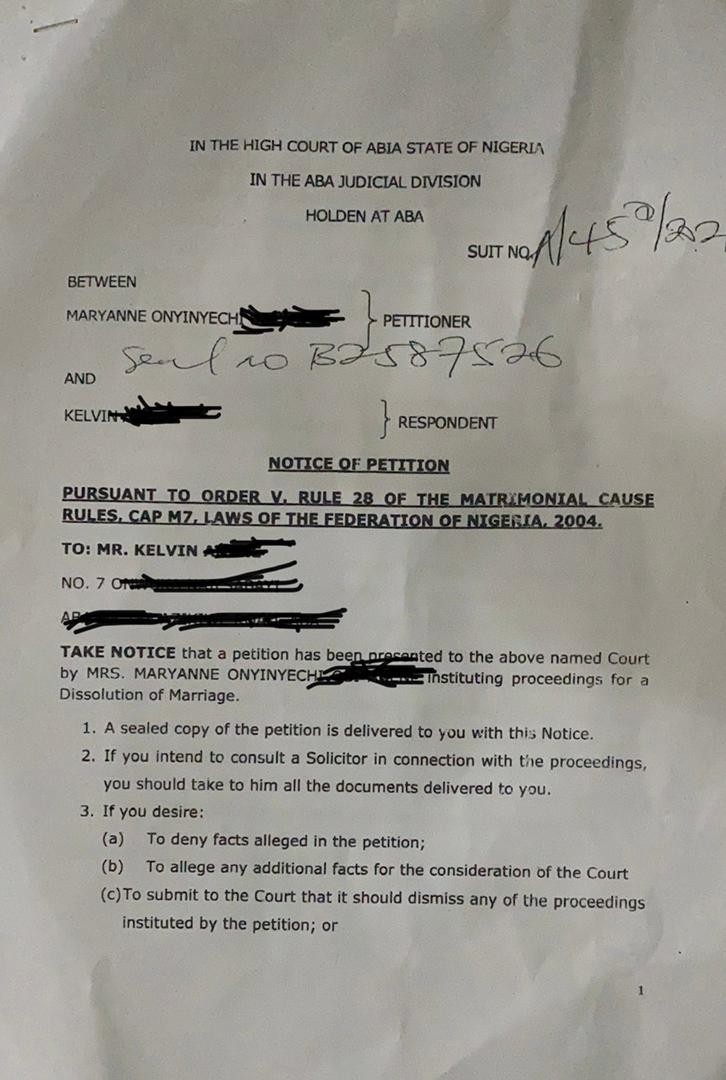 IN THE HIGH COURT OF ABIA STATE OF NIGERIA
IN THE ABA JUDICIAL DIVISION
HOLDEN AT ABA
SUIT NO.
BETWEEN
MARYANNE ONYINYECHI
PETITIONER
Seal no B2587526
AND
KELVIN
RESPONDENT
NOTICE OF PETITION
PURSUANT TO ORDER V, RULE 28 OF THE MATRIMONIAL CAUSE
RULES, CAP M7, LAWS OF THE FEDERATION OF NIGERIA, 2004.
TO: MR. KELVIN
NO. 7
TAKE NOTICE that a petition has been presented to the above named Court
by MRS. MARYANNE ONYINYECHI instituting proceedings for a
Dissolution of Marriage.
1. A sealed copy of the petition is delivered to you with this Notice.
2. If you intend to consult a Solicitor in connection with the proceedings,
you should take to him all the documents delivered to you.
3. If you desire:
(a) To deny facts alleged in the petition;
(b) To allege any additional facts for the consideration of the Court
(c) To submit to the Court that it should dismiss any of the proceedings
instituted by the petition; or
1